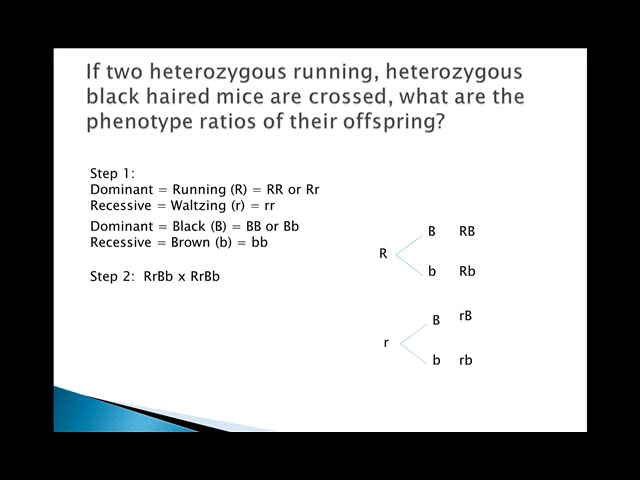 If two heterozygous running, heterozygous
black haired mice are crossed, what are the
phenotype ratios of their offspring?
Step 1:
Dominant = Running (R) = RR or Rr
Recessive = Waltzing (r) = rr
Dominant = Black (B) = BB or Bb
Recessive = Brown (b) = bb
Step 2: RrBb x RrBb
B RB
R
b Rb
B rB
r
b rb